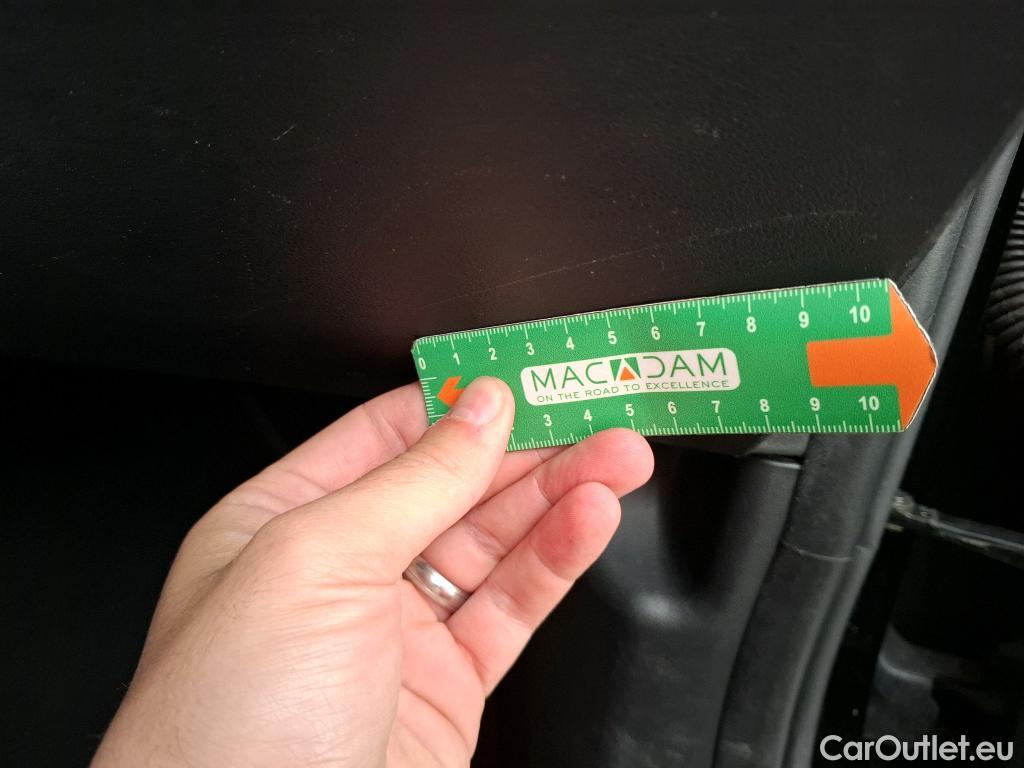 0 1 2 3 4 5 6 7 8 9 10
MACADAM
ON THE ROAD TO EXCELLENCE
3 4 5 6 7 8 9 10
CarOutlet.eu